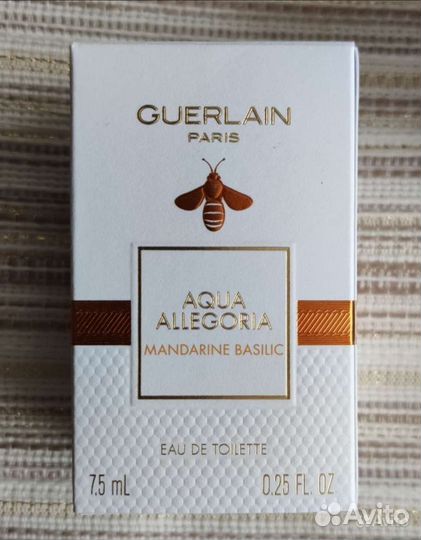 GUERLAIN
PARIS
AQUA
ALLEGORIA
MANDARINE BASILIC
EAU DE TOILETTE
7.5 mL 0.25 FL. OZ
Avito